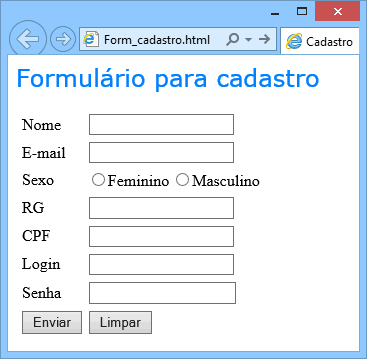 Form_cadastro.html
Cadastro
Formulário para cadastro
Nome
E-mail
Sexo Feminino Masculino
RG
CPF
Login
Senha
Enviar Limpar